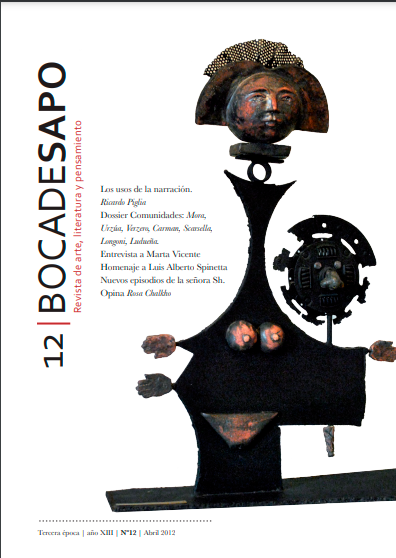 12 | BOCADESAPO
Revista de arte, literatura y pensamiento
Los usos de la narración.
Ricardo Piglia
Dossier Comunidades: Mora,
Urzúa, Verzero, Carman, Scarsella,
Longoni, Ludueña.
Entrevista a Marta Vicente
Homenaje a Luis Alberto Spinetta
Nuevos episodios de la señora Sh.
Opina Rosa Chalkho
Tercera época | año XIII | Nº12 | Abril 2012